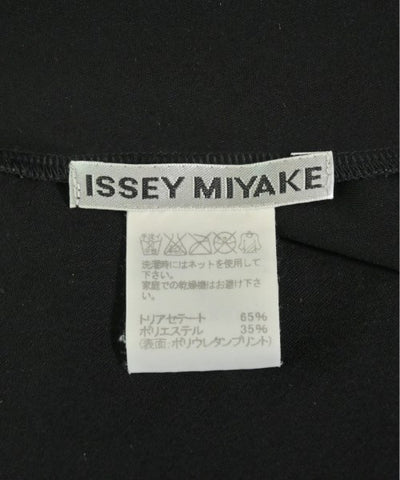 ISSEY MIYAKE
洗濯時にはネットを使用して
下さい。
家庭での乾燥機はお避け下さ
い。
トリアセテート 65%
ポリエステル 35%
(表面:ポリウレタンプリント)